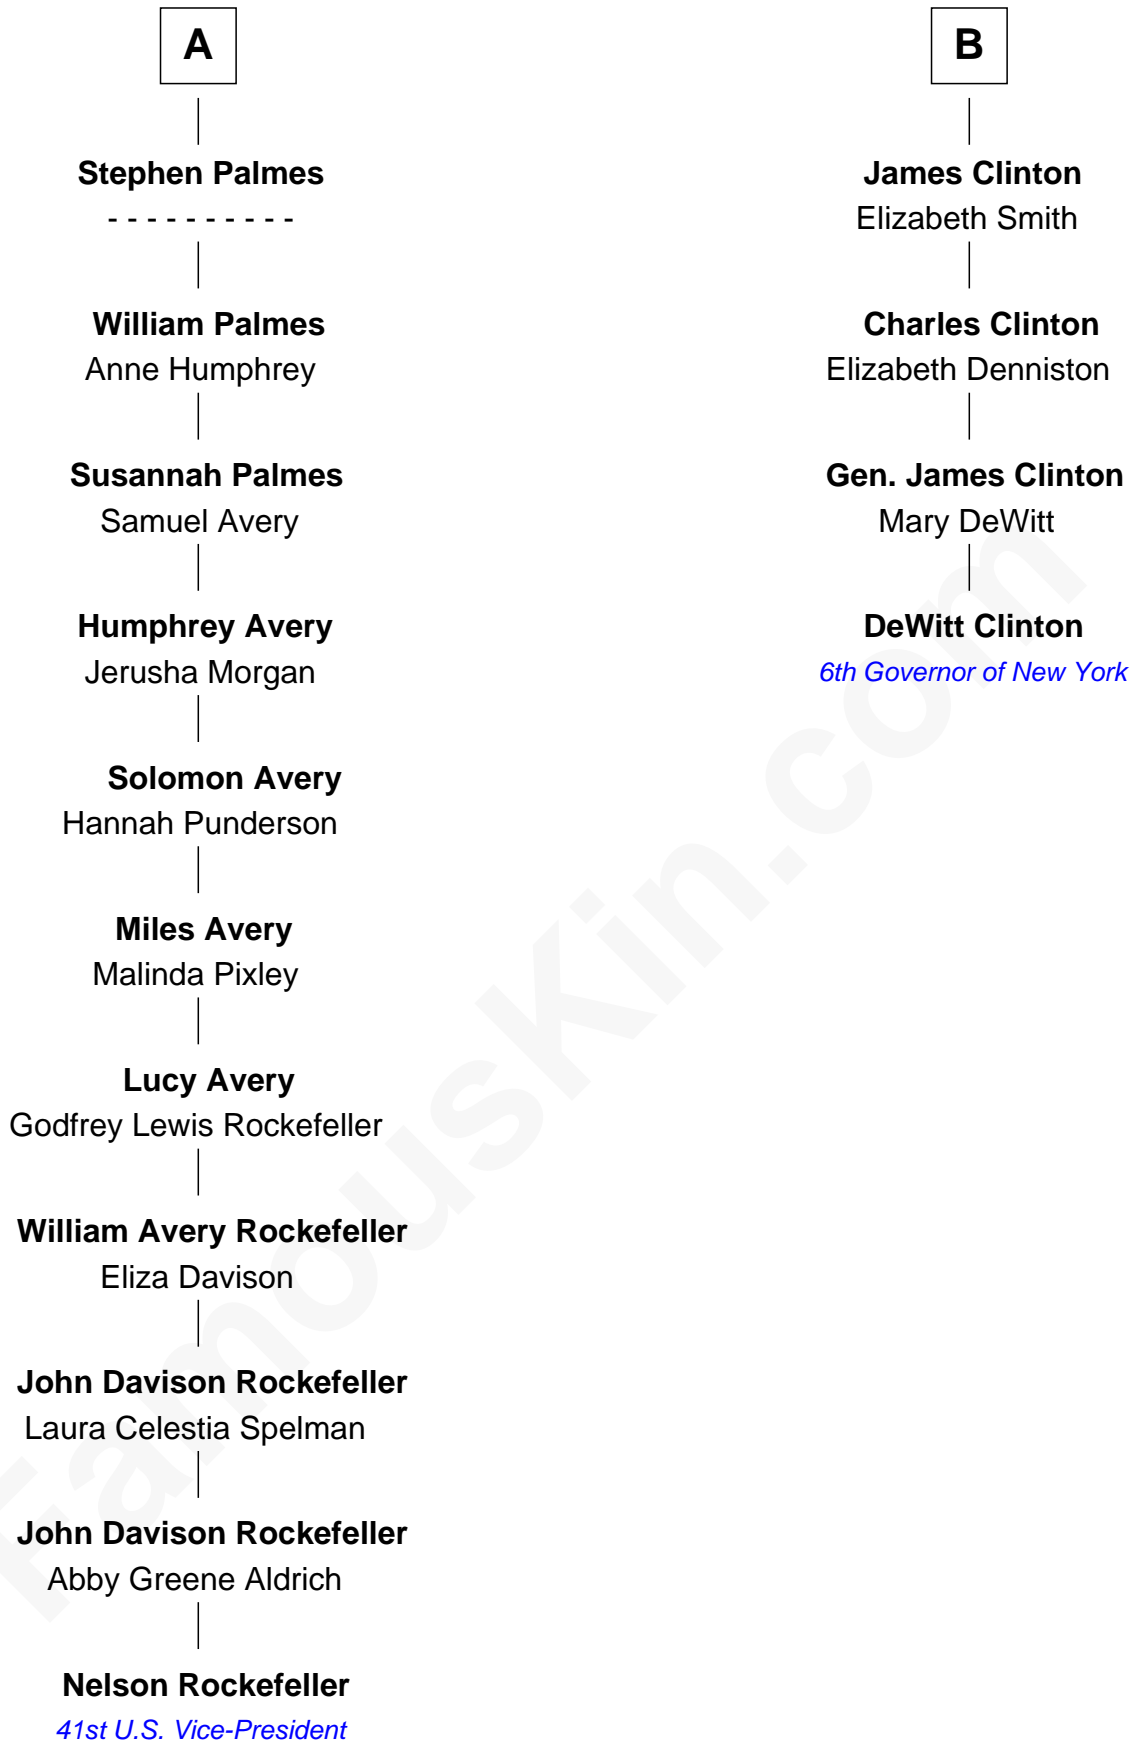 A
Stephen Palmes
- - - - - - - - - -
William Palmes
Anne Humphrey
Susannah Palmes
Samuel Avery
Humphrey Avery
Jerusha Morgan
Solomon Avery
Hannah Punderson
Miles Avery
Malinda Pixley
Lucy Avery
Godfrey Lewis Rockefeller
William Avery Rockefeller
Eliza Davison
John Davison Rockefeller
Laura Celestia Spelman
John Davison Rockefeller
Abby Greene Aldrich
Nelson Rockefeller
41st U.S. Vice-President
B
James Clinton
Elizabeth Smith
Charles Clinton
Elizabeth Denniston
Gen. James Clinton
Mary DeWitt
DeWitt Clinton
6th Governor of New York
FamousKin.com